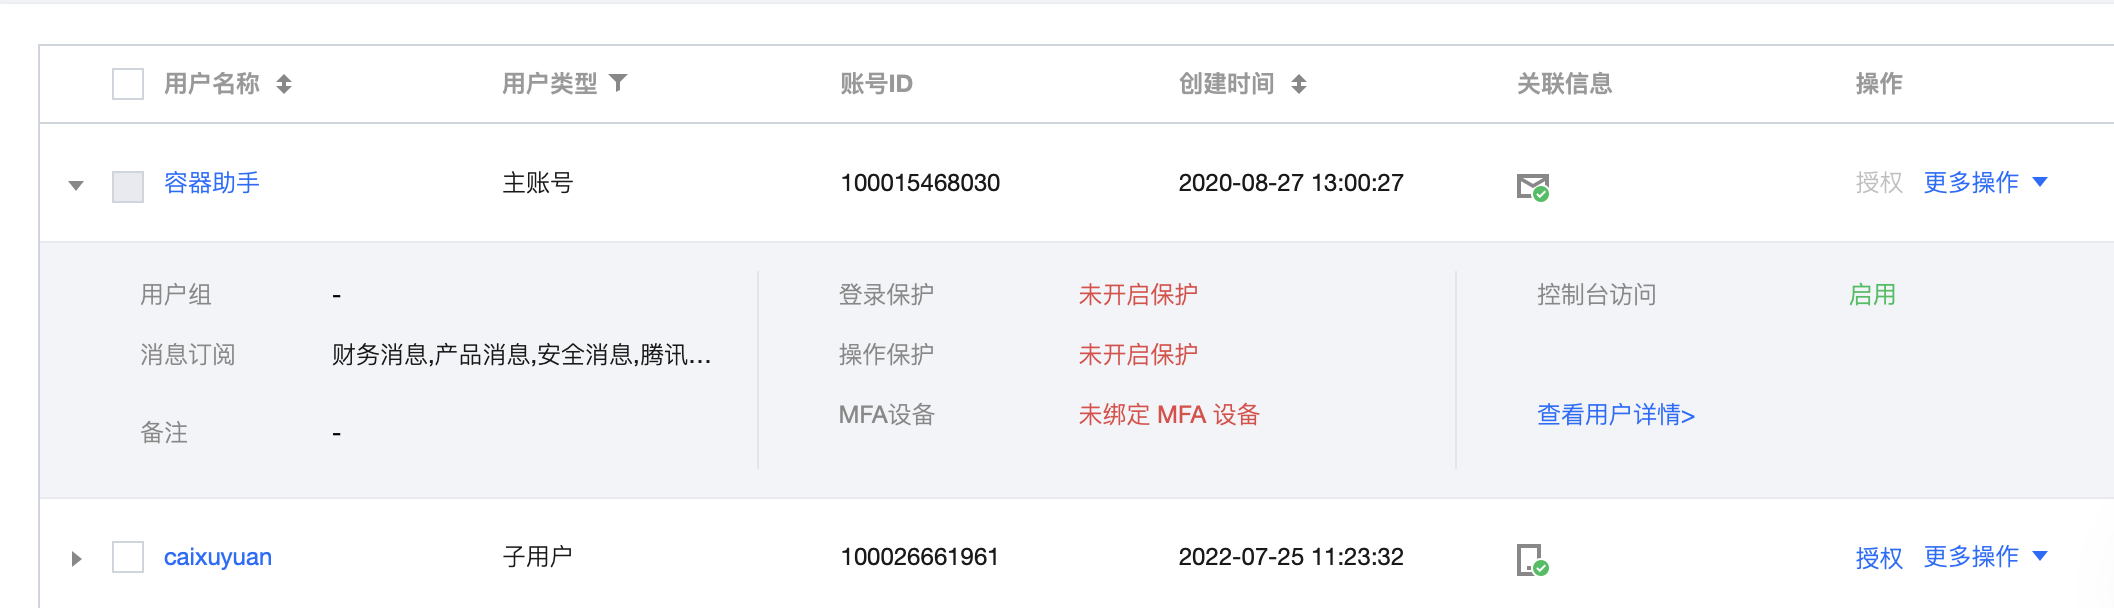 用户名称 用户类型 账号ID 创建时间 关联信息 操作
容器助手 主账号 100015468030 2020-08-27 13:00:27 授权 更多操作
用户组 - 登录保护 未开启保护 控制台访问 启用
消息订阅 财务消息,产品消息,安全消息,腾讯... 操作保护 未开启保护
MFA设备 未绑定 MFA 设备 查看用户详情>
备注 -
caixuyuan 子用户 100026661961 2022-07-25 11:23:32 授权 更多操作